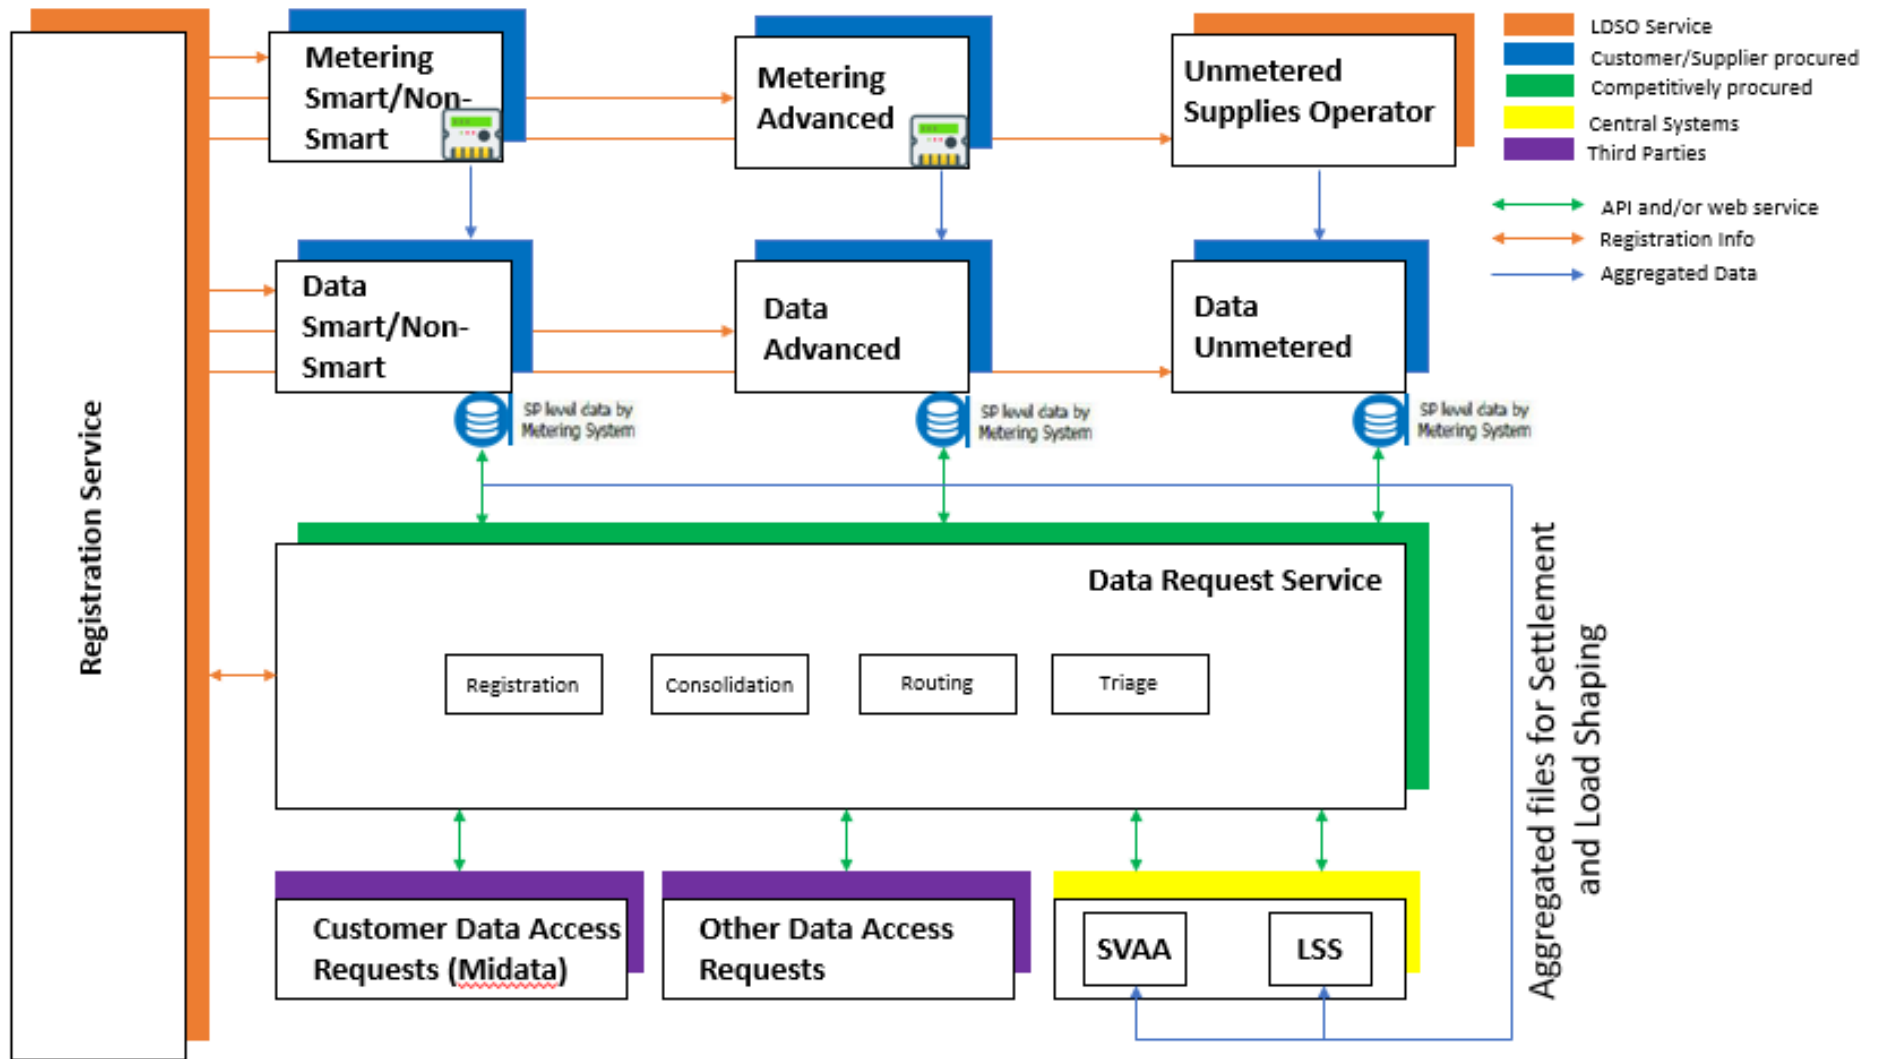 Registration Service
Metering
Smart/Non-
Smart
Metering
Advanced
Unmetered
Supplies Operator
LDSO Service
Customer/Supplier procured
Competitively procured
Central Systems
Third Parties
API and/or web service
Registration Info
Aggregated Data
Data
Smart/Non-
Smart
Data
Advanced
Data
Unmetered
SP level data by
Metering System
SP level data by
Metering System
SP level data by
Metering System
Data Request Service
Registration
Consolidation
Routing
Triage
Aggregated files for Settlement
and Load Shaping
Customer Data Access
Requests (Midata)
Other Data Access
Requests
SVAA
LSS